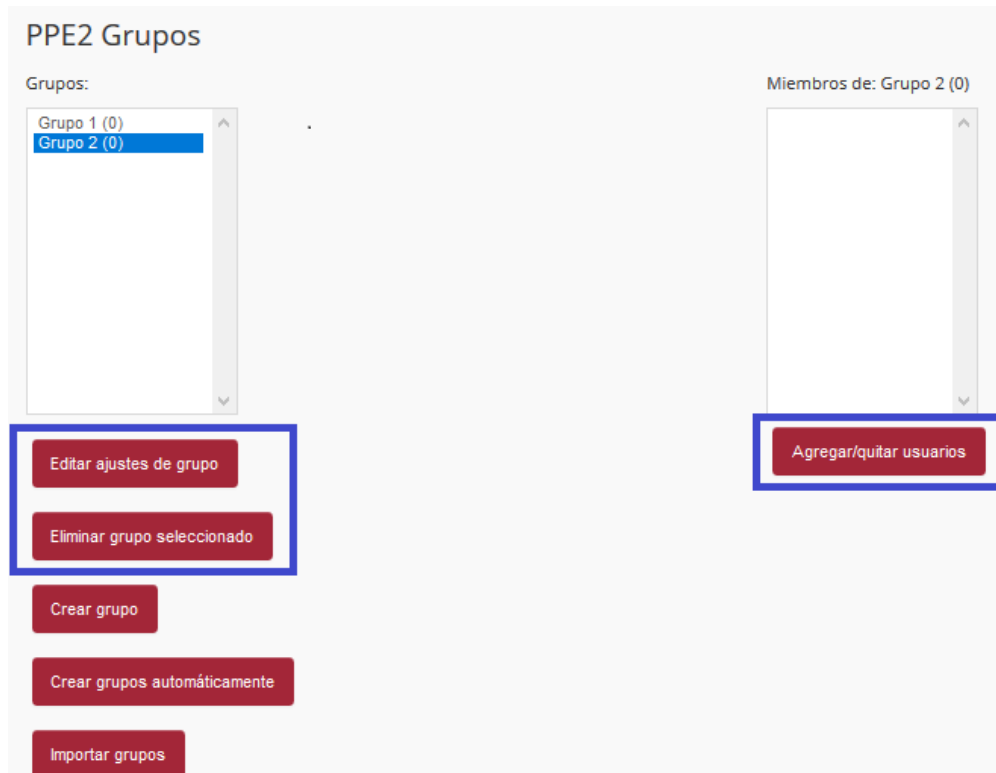 PPE2 Grupos
Grupos:
Miembros de: Grupo 2 (0)
Grupo 1 (0)
Grupo 2 (0)
.
Editar ajustes de grupo
Agregar/quitar usuarios
Eliminar grupo seleccionado
Crear grupo
Crear grupos automáticamente
Importar grupos